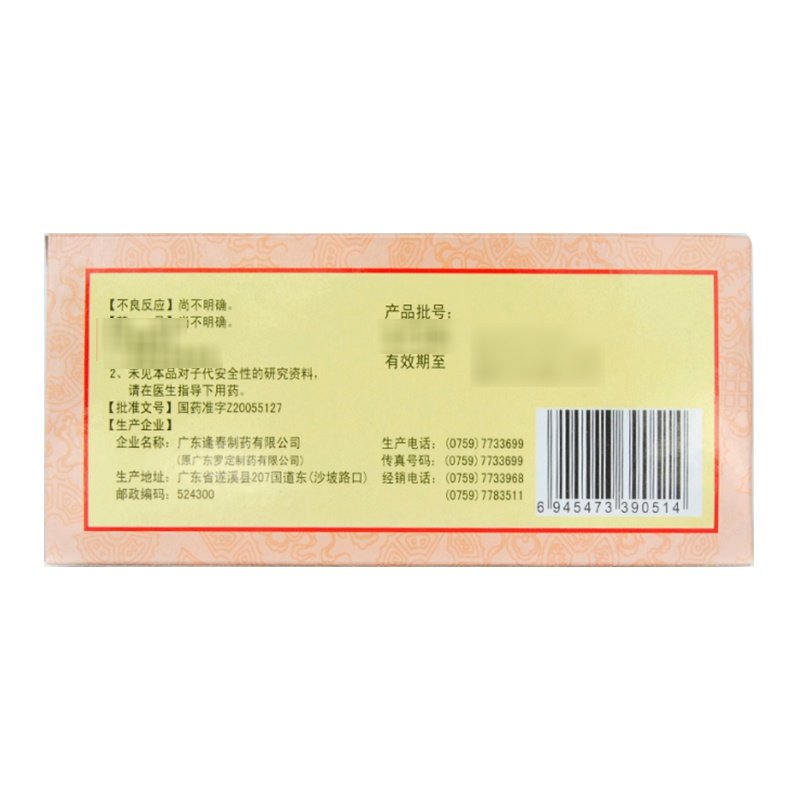 【不良反应】尚不明确。
尚不明确。
2、未见本品对子代安全性的研究资料，
请在医生指导下用药。
【批准文号】国药准字Z20055127
【生产企业】
企业名称：广东逢春制药有限公司
(原广东罗定制药有限公司)
生产地址：广东省遂溪县207国道东(沙坡路口)
邮政编码：524300
产品批号：
有效期至
生产电话：(0759)7733699
传真号码：(0759)7733699
经销电话：(0759)7733968
(0759)7783511
6 945473 390514